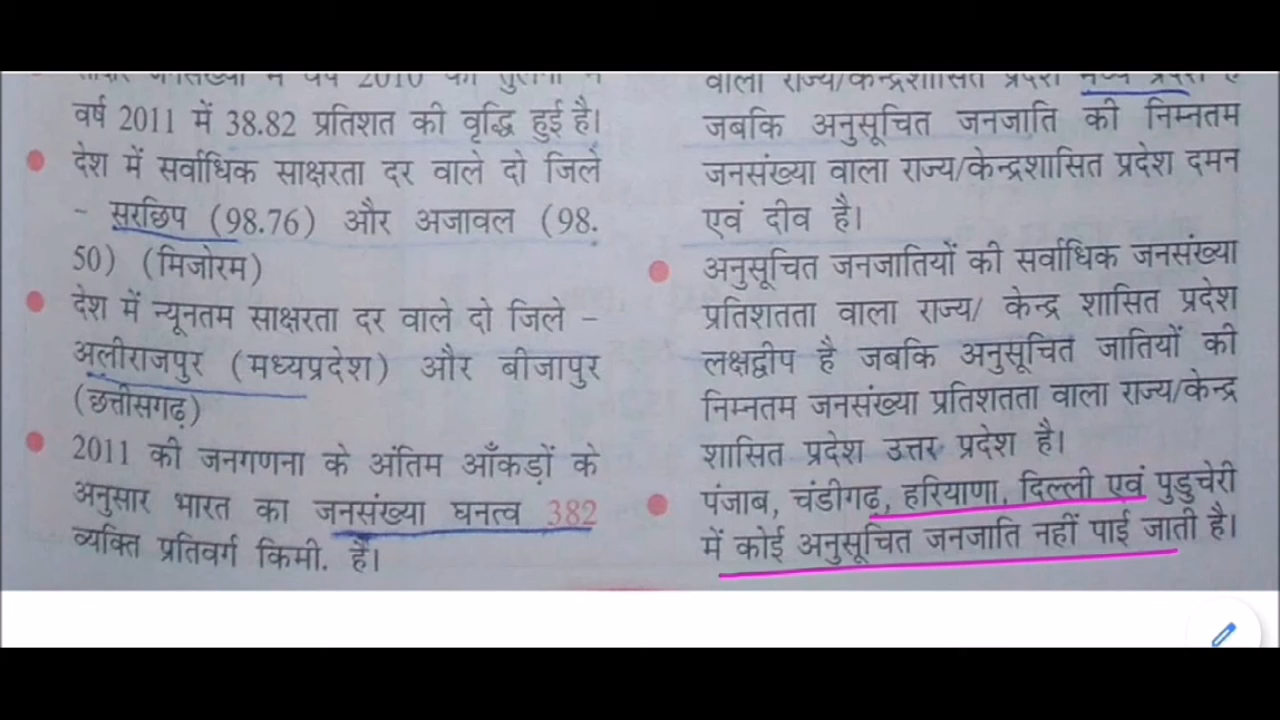 वर्ष 2011 में 38.82 प्रतिशत की वृद्धि हुई है।
देश में सर्वाधिक साक्षरता दर वाले दो जिले
- सरछिप (98.76) और अजावल (98.
50) (मिजोरम)
देश में न्यूनतम साक्षरता दर वाले दो जिले -
अलीराजपुर (मध्यप्रदेश) और बीजापुर
(छत्तीसगढ़)
2011 की जनगणना के अंतिम आँकड़ों के
अनुसार भारत का जनसंख्या घनत्व 382
व्यक्ति प्रतिवर्ग किमी. है।
वाला राज्य/केन्द्रशासित प्रदेश मध्य प्रदेश है
जबकि अनुसूचित जनजाति की निम्नतम
जनसंख्या वाला राज्य/केन्द्रशासित प्रदेश दमन
एवं दीव है।
अनुसूचित जनजातियों की सर्वाधिक जनसंख्या
प्रतिशतता वाला राज्य/ केन्द्र शासित प्रदेश
लक्षद्वीप है जबकि अनुसूचित जातियों की
निम्नतम जनसंख्या प्रतिशतता वाला राज्य/केन्द्र
शासित प्रदेश उत्तर प्रदेश है।
पंजाब, चंडीगढ़, हरियाणा, दिल्ली एवं पुडुचेरी
में कोई अनुसूचित जनजाति नहीं पाई जाती है।